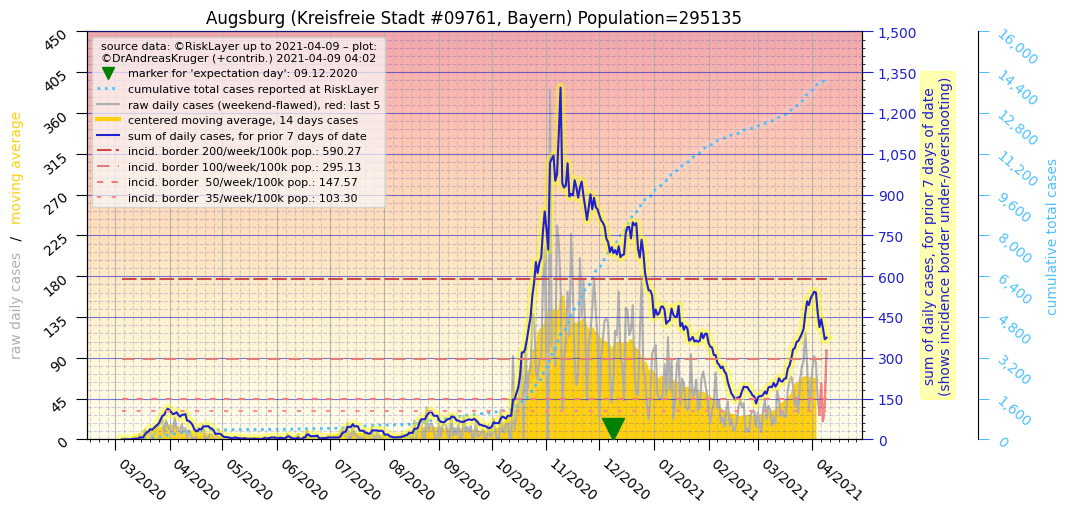 Augsburg (Kreisfreie Stadt #09761, Bayern) Population=295135
source data: ©RiskLayer up to 2021-04-09 – plot:
©DrAndreasKruger (+contrib.) 2021-04-09 04:02
marker for 'expectation day': 09.12.2020
cumulative total cases reported at RiskLayer
raw daily cases (weekend-flawed), red: last 5
centered moving average, 14 days cases
sum of daily cases, for prior 7 days of date
incid. border 200/week/100k pop.: 590.27
incid. border 100/week/100k pop.: 295.13
incid. border  50/week/100k pop.: 147.57
incid. border  35/week/100k pop.: 103.30
raw daily cases / moving average
450
405
360
315
270
225
180
135
90
45
0
03/2020
04/2020
05/2020
06/2020
07/2020
08/2020
09/2020
10/2020
11/2020
12/2020
01/2021
02/2021
03/2021
04/2021
1,500
1,350
1,200
1,050
900
750
600
450
300
150
0
sum of daily cases, for prior 7 days of date
(shows incidence border under-/overshooting)
16,000
14,400
12,800
11,200
9,600
8,000
6,400
4,800
3,200
1,600
0
cumulative total cases